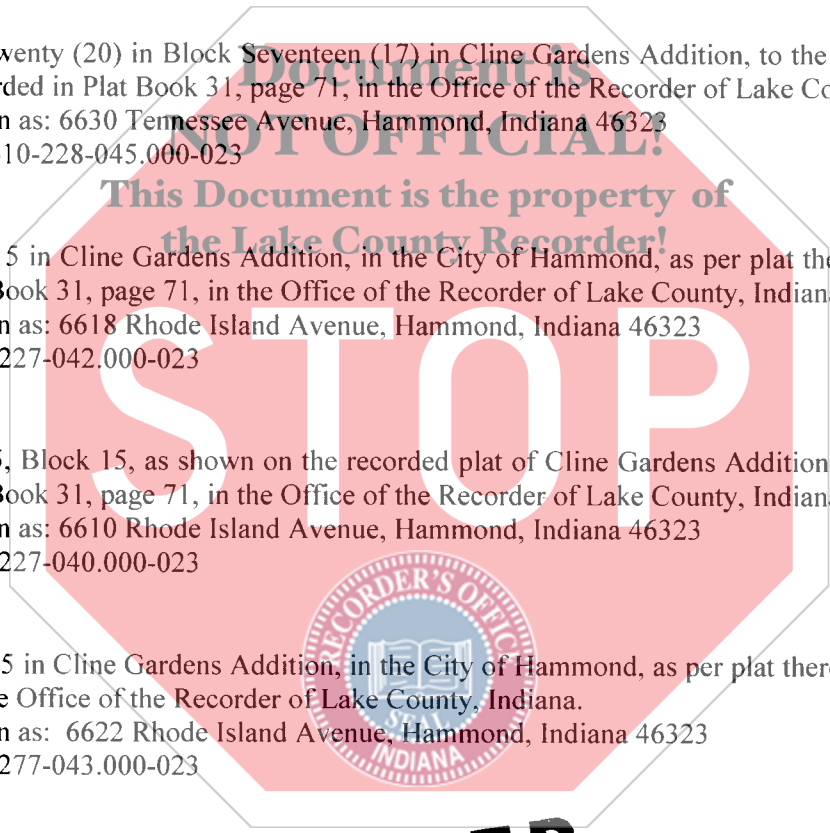 wenty (20) in Block Seventeen (17) in Cline Gardens Addition, to the
Document is
rded in Plat Book 31, page 71, in the Office of the Recorder of Lake Co
n as: 6630 Tennessee Avenue, Hammond, Indiana 46323
NOT OFFICIAL!
10-228-045.000-023
This Document is the property of
the Lake County Recorder!
5 in Cline Gardens Addition, in the City of Hammond, as per plat the
Book 31, page 71, in the Office of the Recorder of Lake County, Indiana
n as: 6618 Rhode Island Avenue, Hammond, Indiana 46323
227-042.000-023
STOP
, Block 15, as shown on the recorded plat of Cline Gardens Addition
Book 31, page 71, in the Office of the Recorder of Lake County, Indiana
n as: 6610 Rhode Island Avenue, Hammond, Indiana 46323
227-040.000-023
RECORDER'S OFFICE
SEAL
INDIANA
5 in Cline Gardens Addition, in the City of Hammond, as per plat there
e Office of the Recorder of Lake County, Indiana.
n as: 6622 Rhode Island Avenue, Hammond, Indiana 46323
277-043.000-023